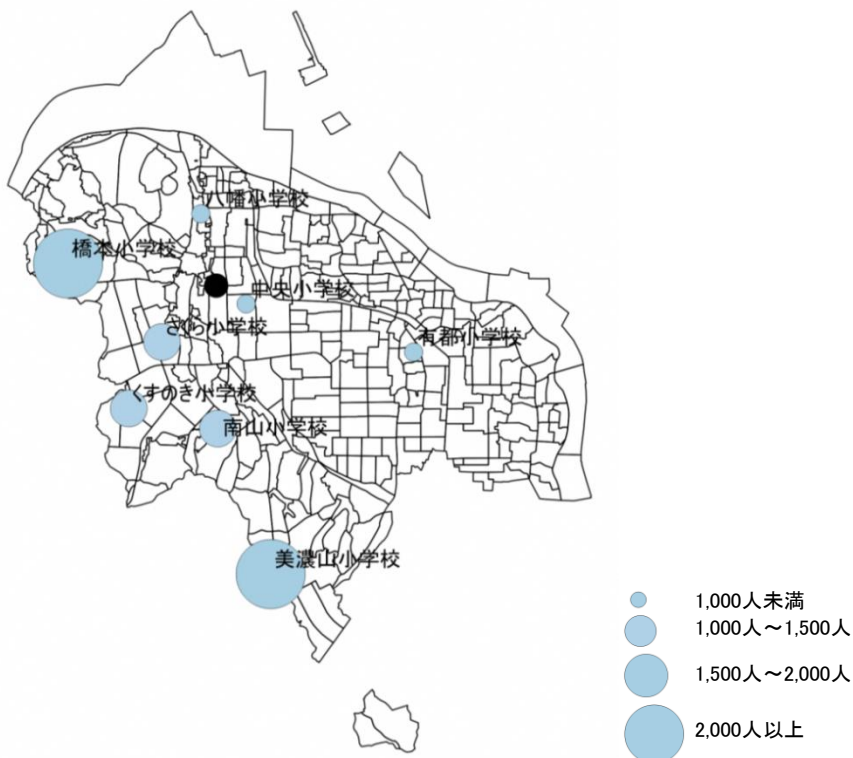 八幡小学校
橋本小学校
中央小学校
さくら小学校
有都小学校
くすのき小学校
南山小学校
美濃山小学校
1,000人未満
1,000人～1,500人
1,500人～2,000人
2,000人以上